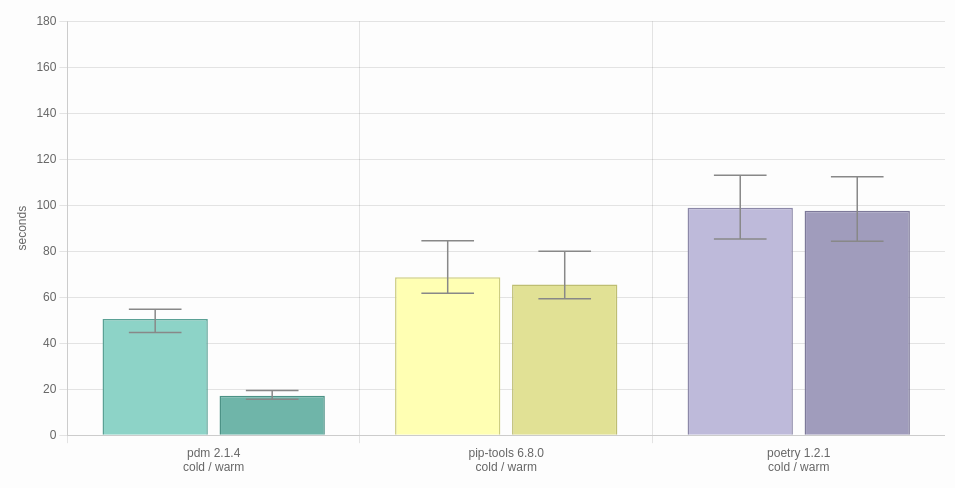 180
160
140
120
100
80
60
40
20
0
seconds
pdm 2.1.4
cold / warm
pip-tools 6.8.0
cold / warm
poetry 1.2.1
cold / warm